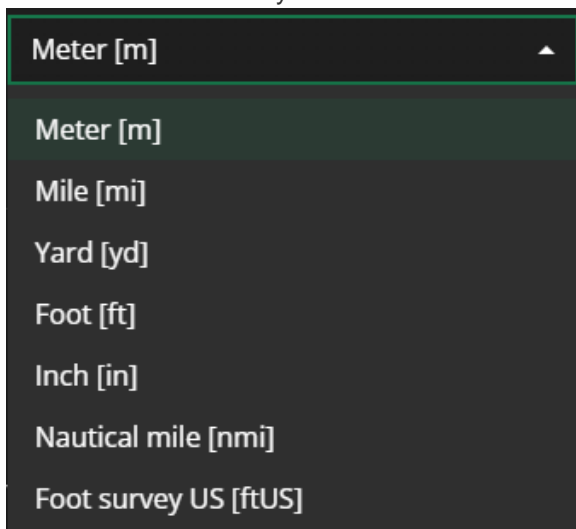 Meter [m]
Meter [m]
Mile [mi]
Yard [yd]
Foot [ft]
Inch [in]
Nautical mile [nmi]
Foot survey US [ftUS]